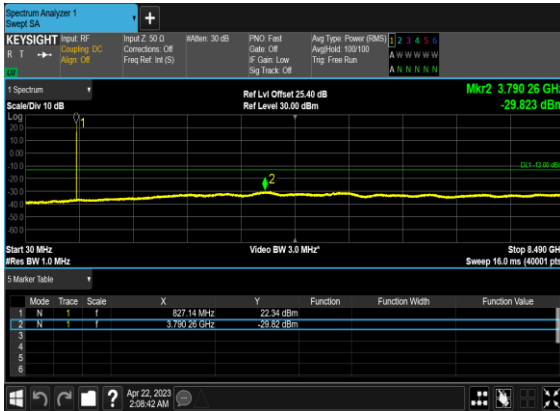 Spectrum Analyzer 1
Swept SA
+
KEYSIGHT Input: RF Input Z: 50 Ω #Atten: 30 dB PNO: Fast Avg Type: Power (RMS) 1 2 3 4 5 6
R T Coupling: DC Corrections: Off Gate: Off Avg|Hold: 100/100 A W W W W W
Align: Off Freq Ref: Int (S) IF Gain: Low Trig: Free Run
Sig Track: Off A N N N N N
1 Spectrum Ref Lvl Offset 25.40 dB Mkr2 3.790 26 GHz
Scale/Div 10 dB Ref Level 30.00 dBm -29.823 dBm
Log
20.0
10.0
0.00
-10.0
-20.0
-30.0
-40.0
-50.0
-60.0
1
2
DL1 -13.00 dBm
Start 30 MHz Video BW 3.0 MHz* Stop 8.490 GHz
#Res BW 1.0 MHz Sweep 16.0 ms (40001 pts)
5 Marker Table
Mode Trace Scale X Y Function Function Width Function Value
1 N 1 f 827.14 MHz 22.34 dBm
2 N 1 f 3.790 26 GHz -29.82 dBm
3
4
5
6
? Apr 22, 2023
2:08:42 AM